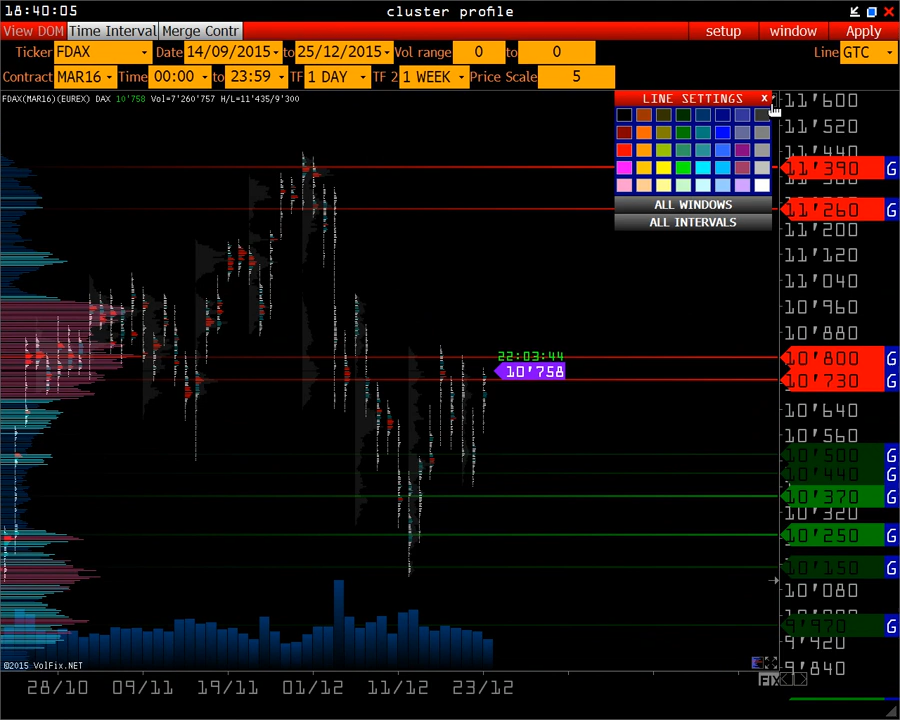 18:40:05 cluster profile
View DOM Time Interval Merge Contr setup window Apply
Ticker FDAX Date 14/09/2015 to 25/12/2015 Vol range 0 to 0 Line GTC
Contract MAR16 Time 00:00 to 23:59 TF 1 DAY TF 2 1 WEEK Price Scale 5
FDAX(MAR16)(EUREX) DAX 10'758 Vol=7'260'757 H/L=11'435/9'300
LINE SETTINGS x
11'600
11'520
11'440
11'390 G
ALL WINDOWS
11'260 G
ALL INTERVALS
11'200
11'120
11'040
10'960
10'880
22:03:44
10'800 G
10'758
10'730 G
10'640
10'560
10'500 G
10'440 G
10'370 G
10'320
10'250 G
10'150 G
10'080
9'970 G
9'920
©2015 VolFix.NET
9'840
FIX
28/10 09/11 19/11 01/12 11/12 23/12